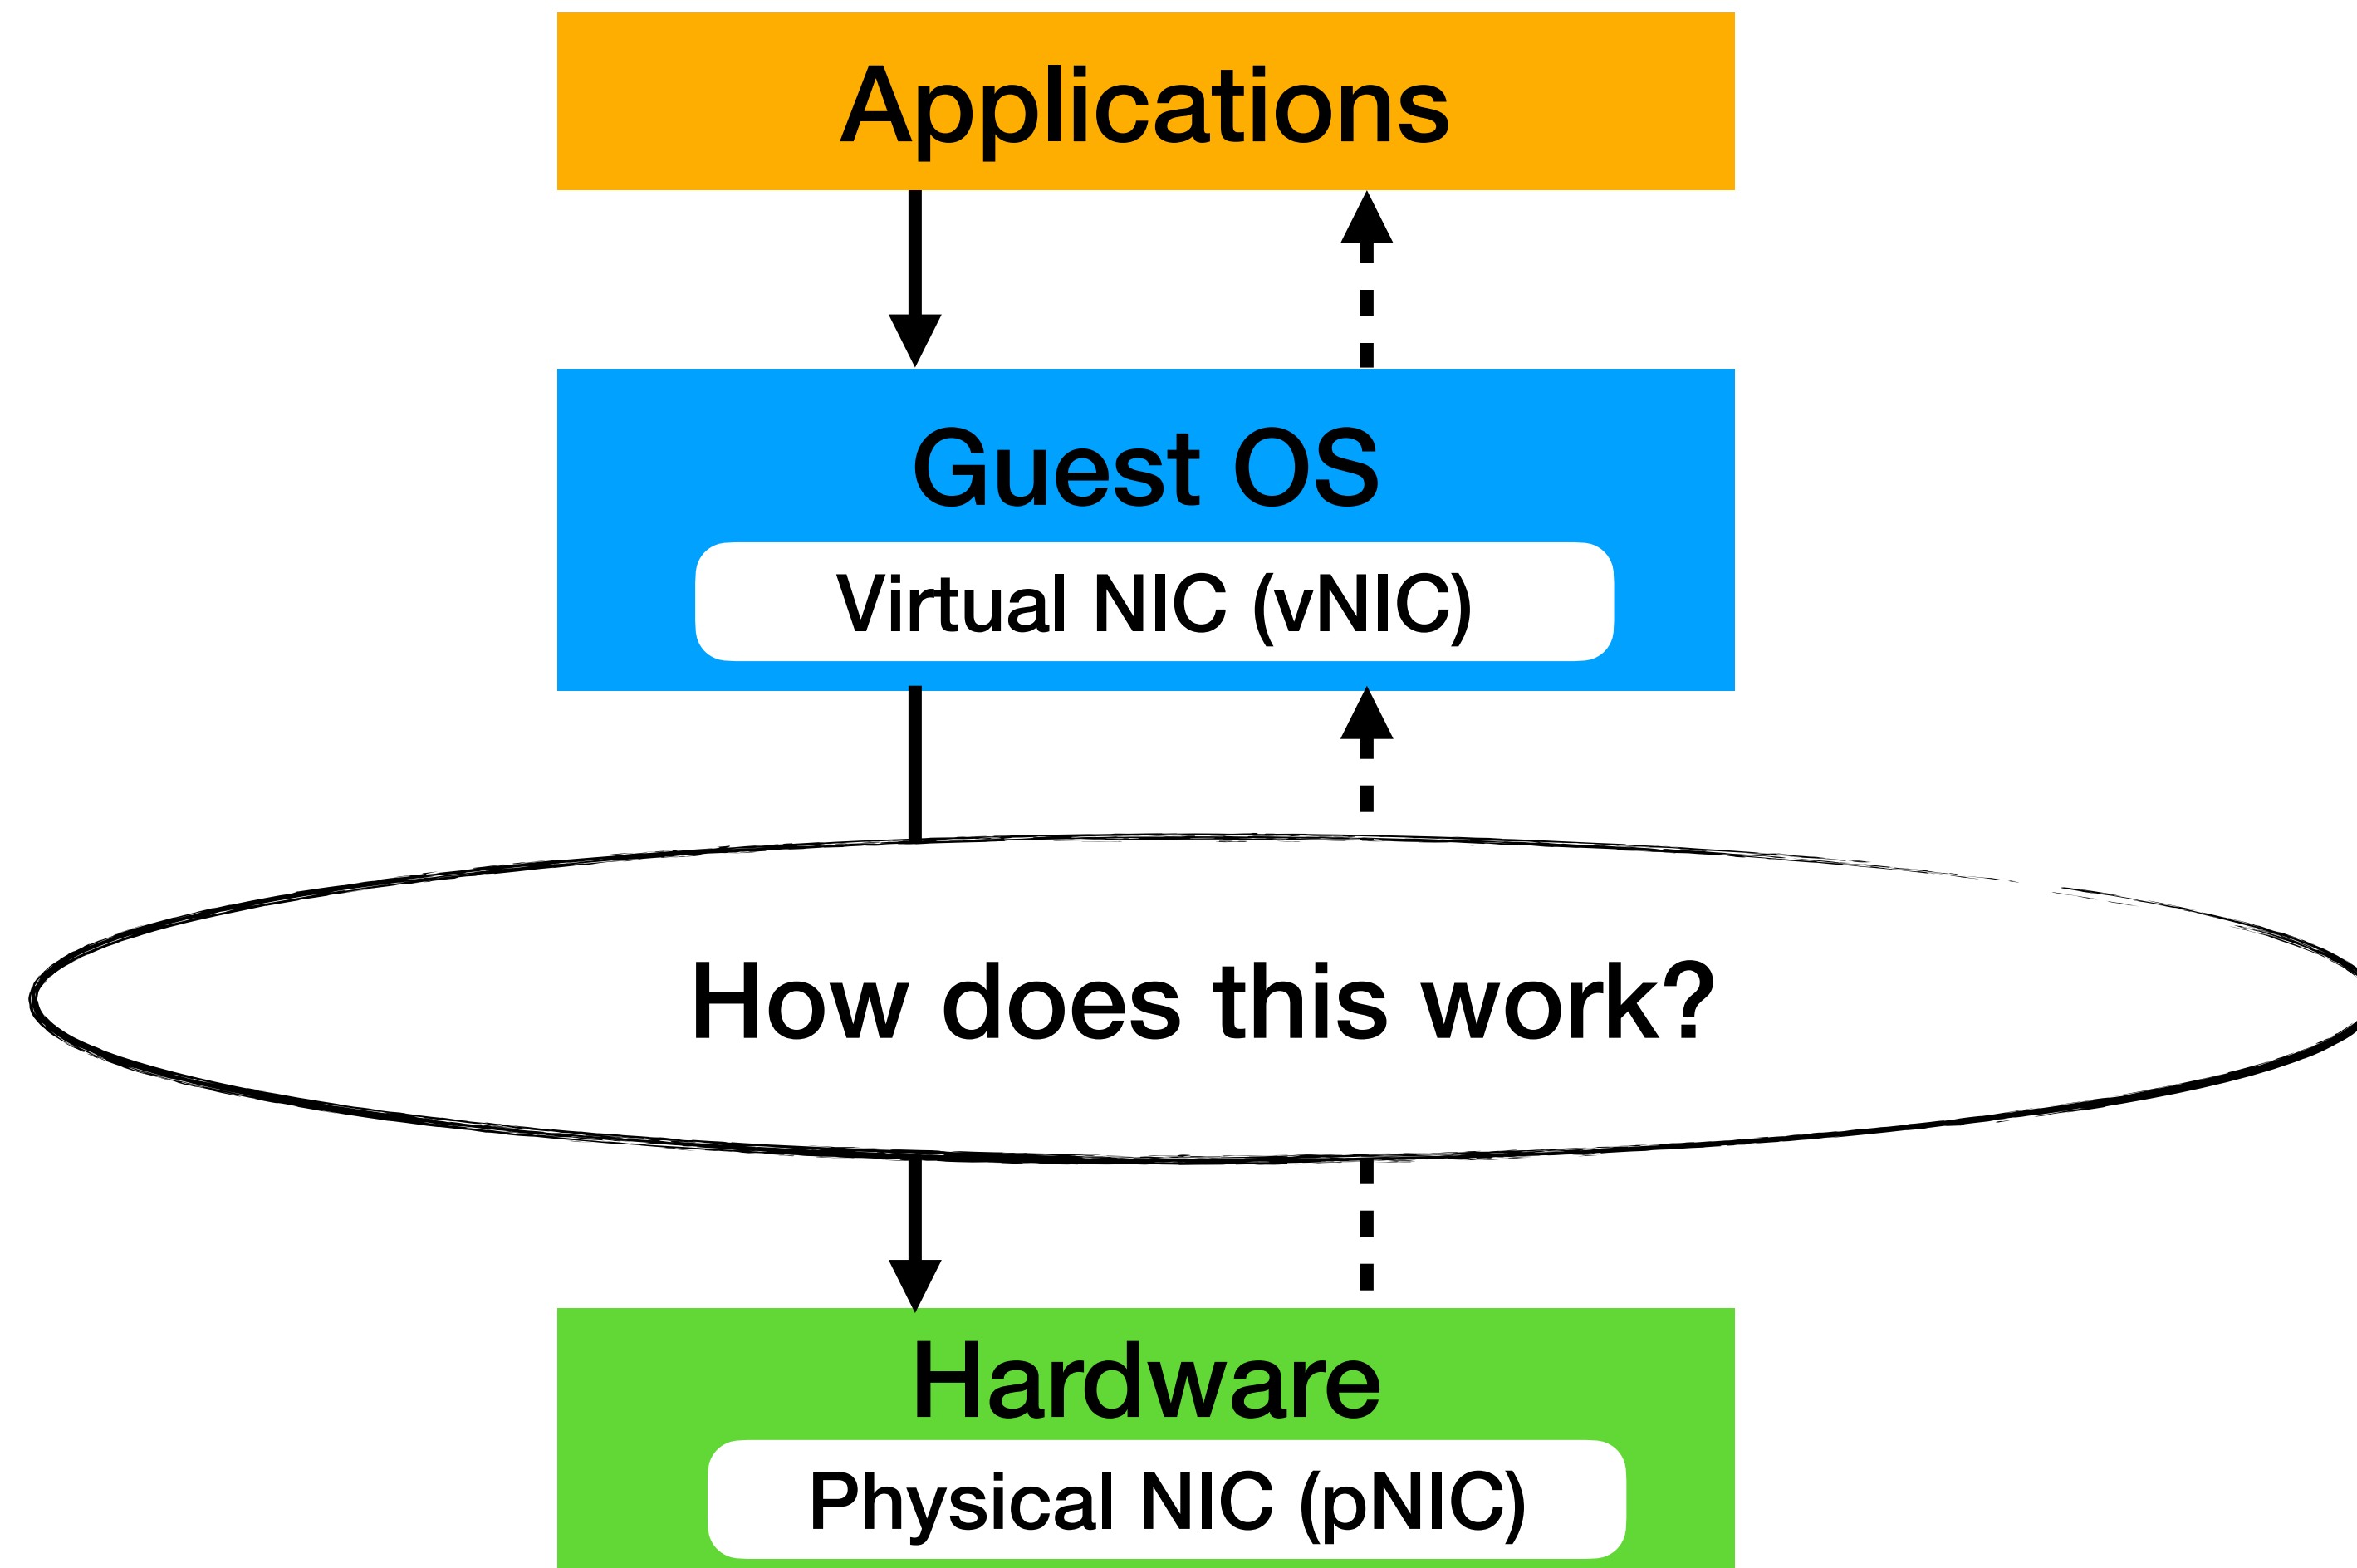 Applications
Guest OS
Virtual NIC (vNIC)
How does this work?
Hardware
Physical NIC (pNIC)